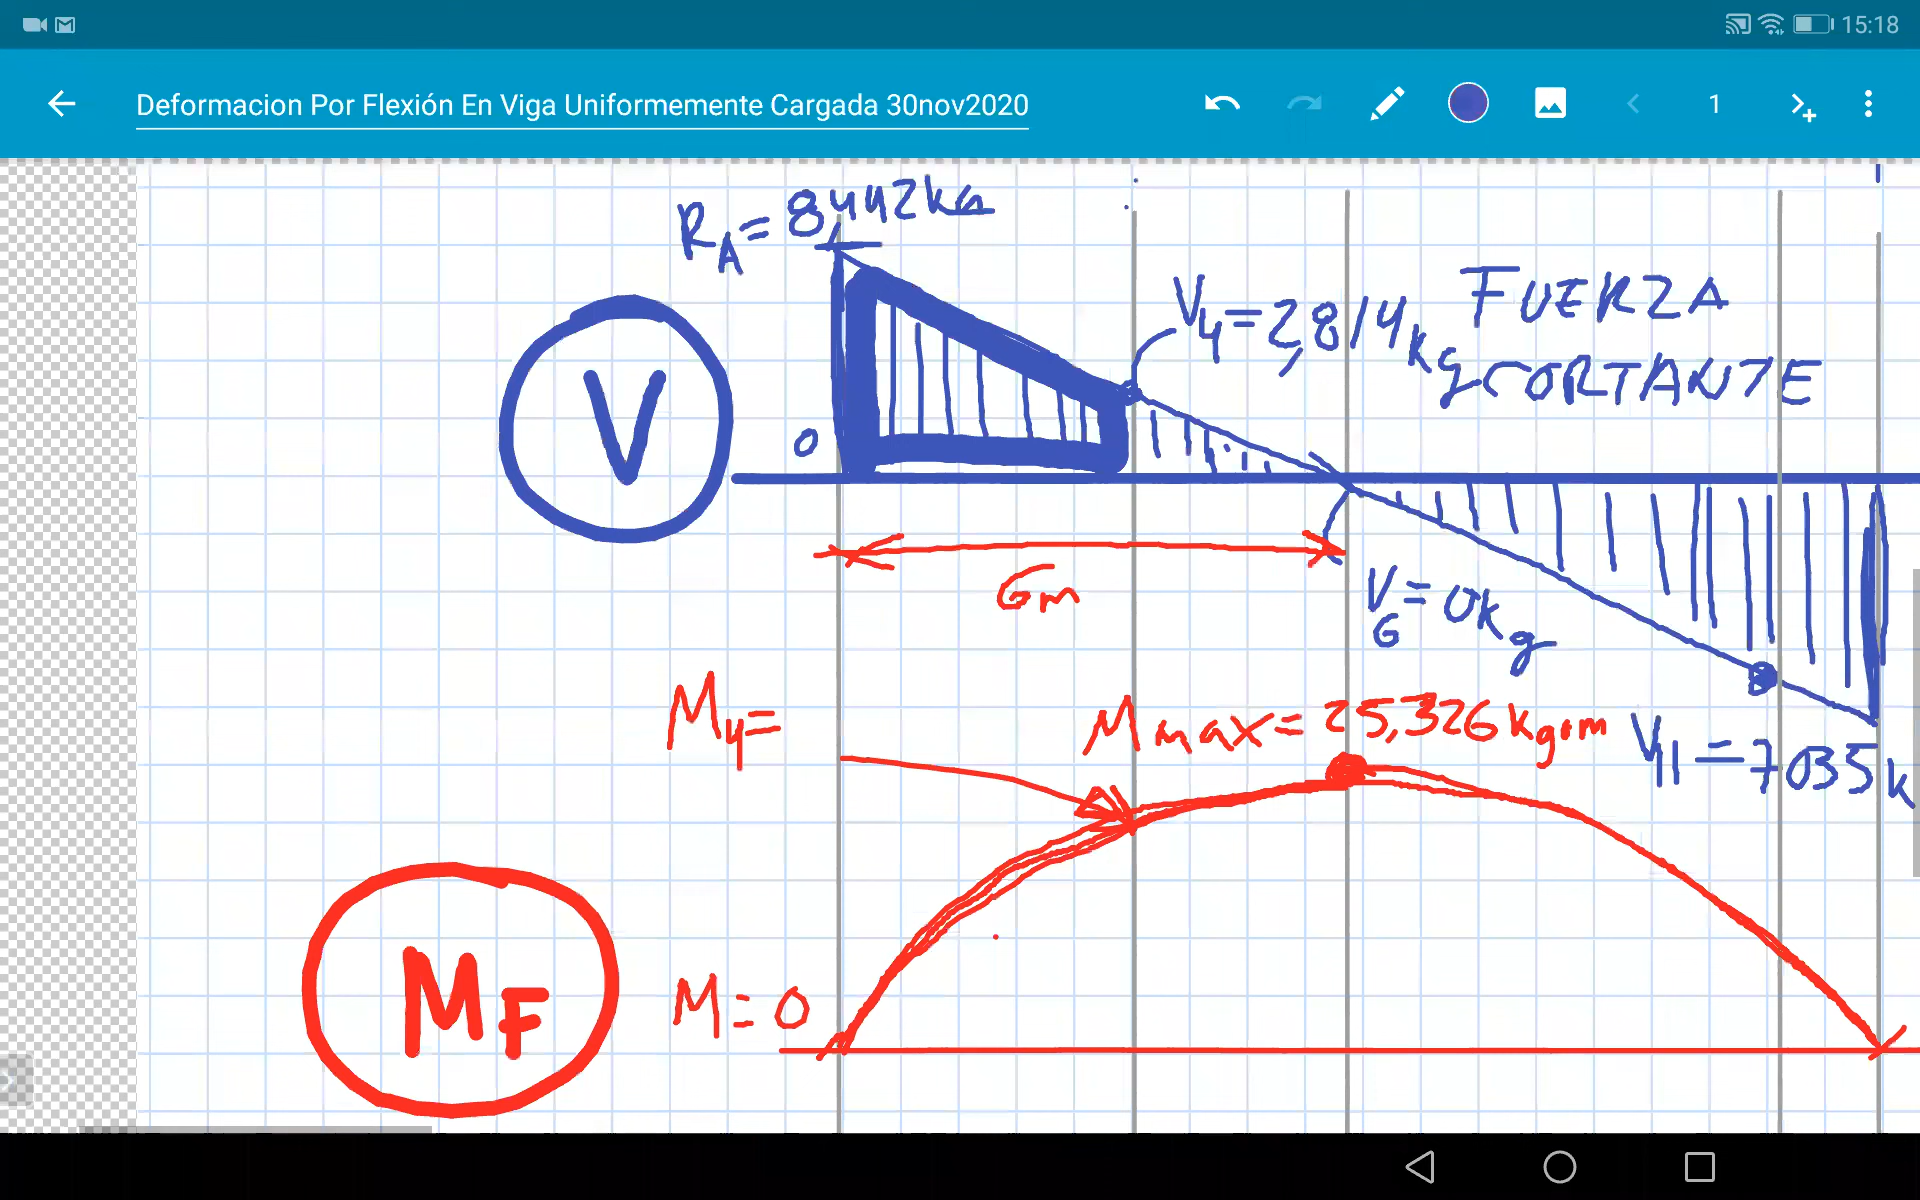 15:18
Deformacion Por Flexión En Viga Uniformemente Cargada 30nov2020
1
RA = 8442kg
V4 = 2,814kg
FUERZA
CORTANTE
V
0
6m
V6 = 0kg
M4=
Mmax = 25,326kg·m
V11 = 7035k
MF
M = 0